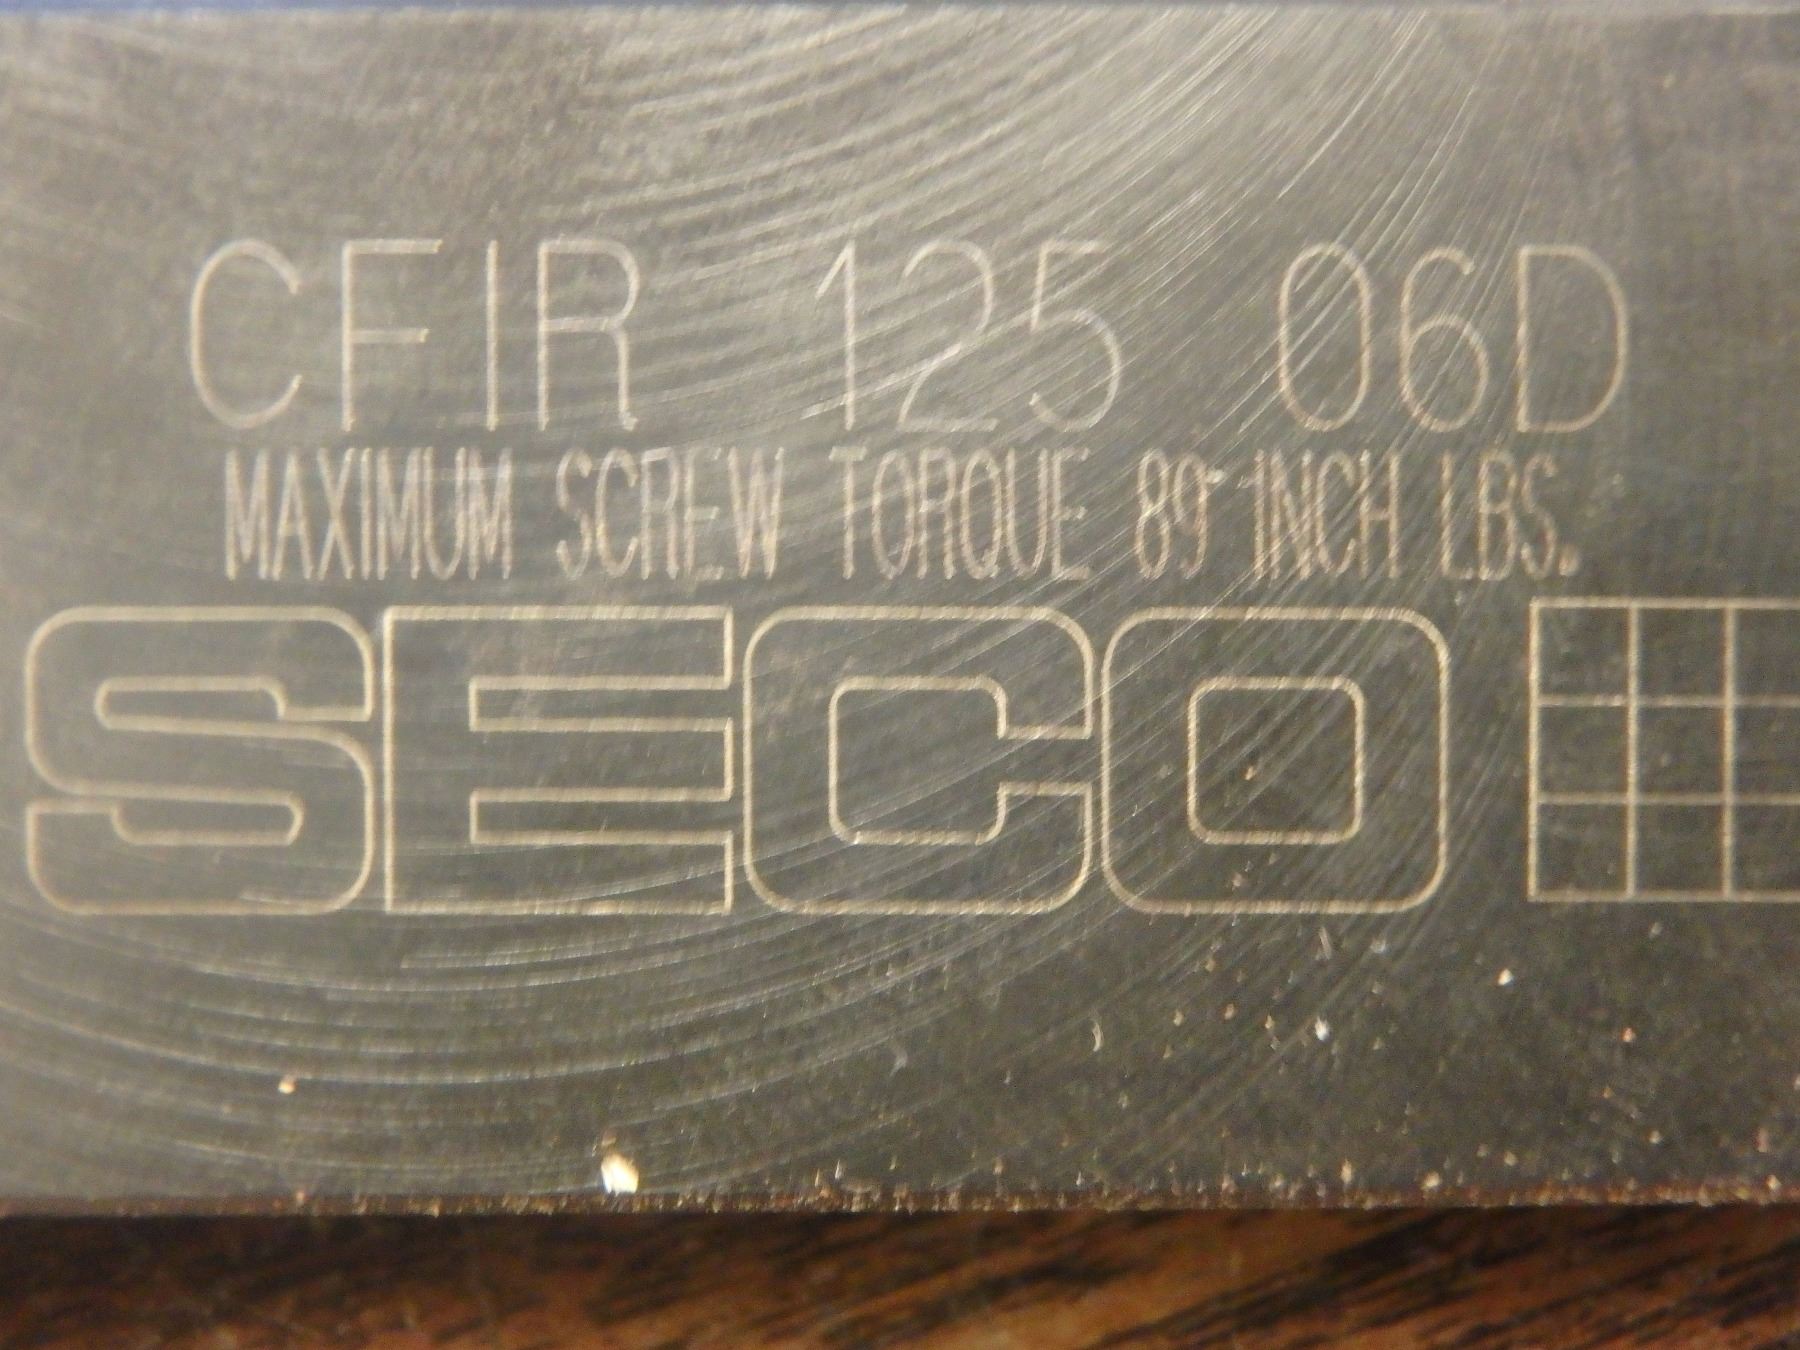 CFIR 125 06D
MAXIMUM SCREW TORQUE 89 INCH LBS.
SECO